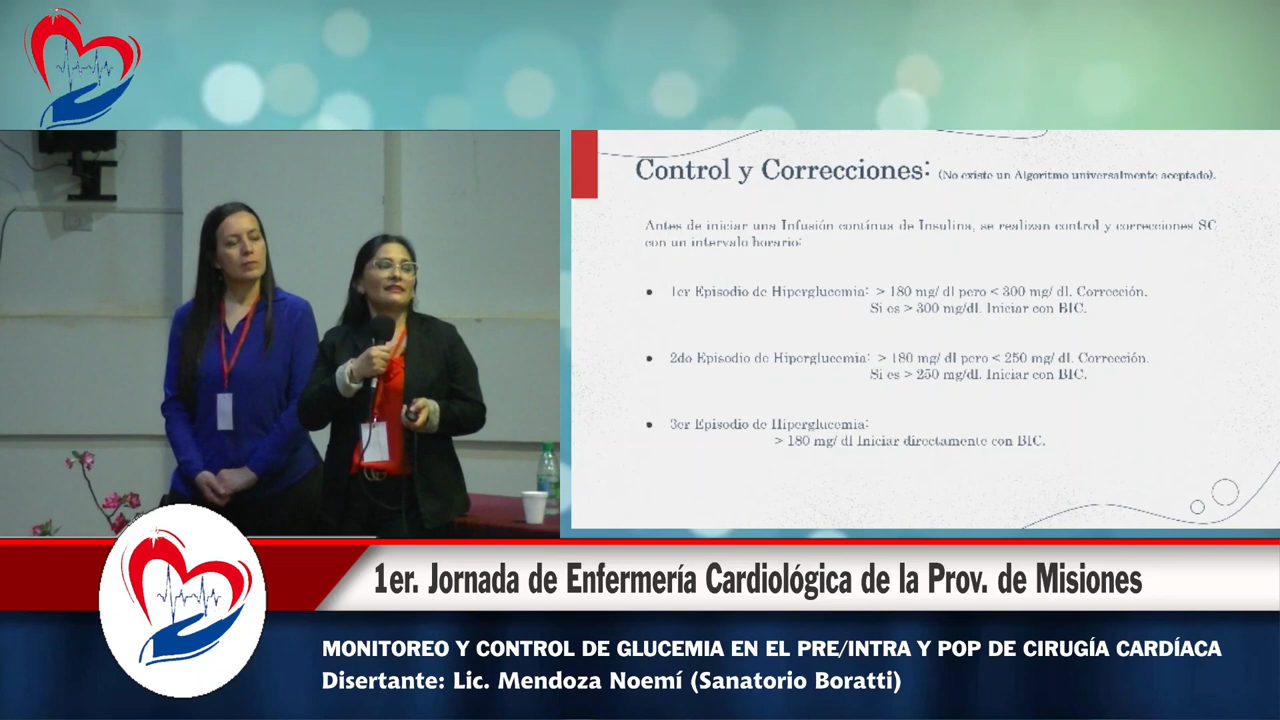 Control y Correcciones: (No existe un Algoritmo universalmente aceptado).
Antes de iniciar una Infusión contínua de Insulina, se realizan control y correcciones SC
con un intervalo horario:
• 1er Episodio de Hiperglucemia: > 180 mg/ dl pero < 300 mg/ dl. Corrección.
Si es > 300 mg/dl. Iniciar con BIC.
• 2do Episodio de Hiperglucemia: > 180 mg/ dl pero < 250 mg/ dl. Corrección.
Si es > 250 mg/dl. Iniciar con BIC.
• 3er Episodio de Hiperglucemia:
> 180 mg/ dl Iniciar directamente con BIC.
1er. Jornada de Enfermería Cardiológica de la Prov. de Misiones
MONITOREO Y CONTROL DE GLUCEMIA EN EL PRE/INTRA Y POP DE CIRUGÍA CARDÍACA
Disertante: Lic. Mendoza Noemí (Sanatorio Boratti)